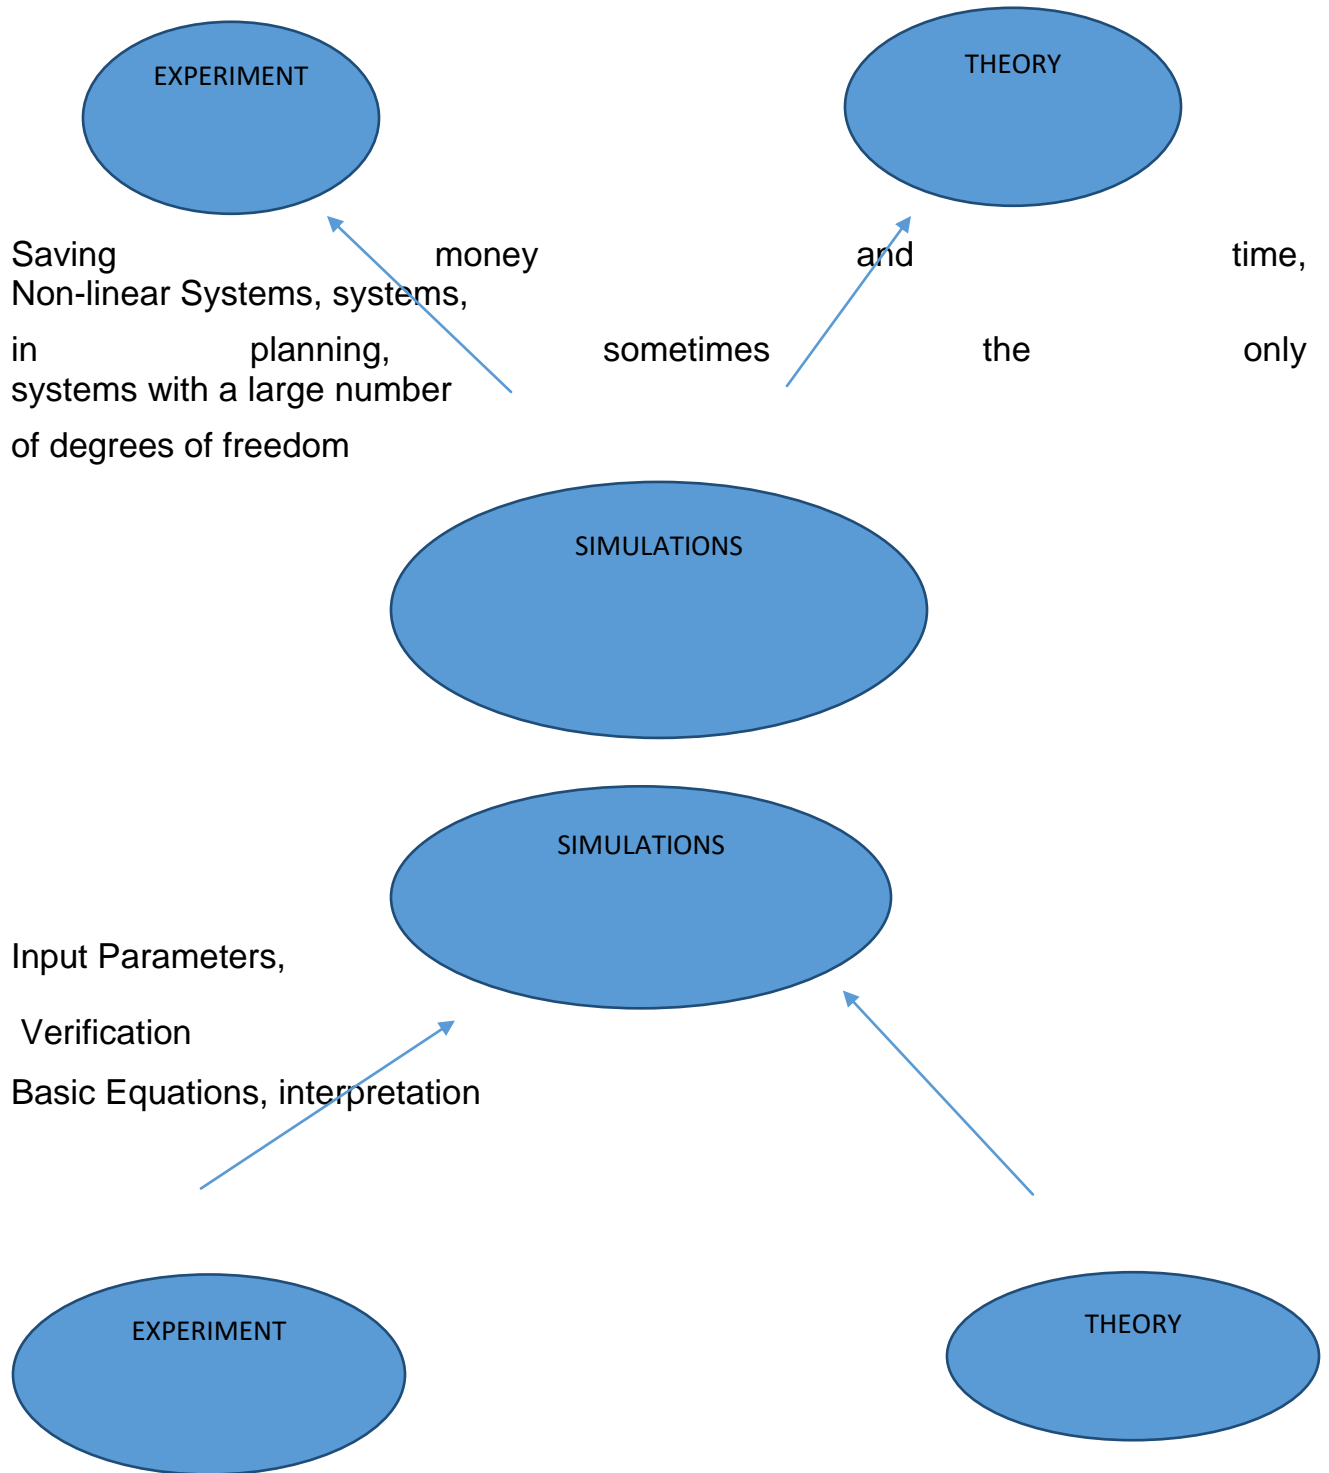 EXPERIMENT
THEORY
Saving money and time,
Non-linear Systems, systems,
in planning, sometimes the only
systems with a large number
of degrees of freedom
SIMULATIONS
SIMULATIONS
Input Parameters,
Verification
Basic Equations, interpretation
EXPERIMENT
THEORY